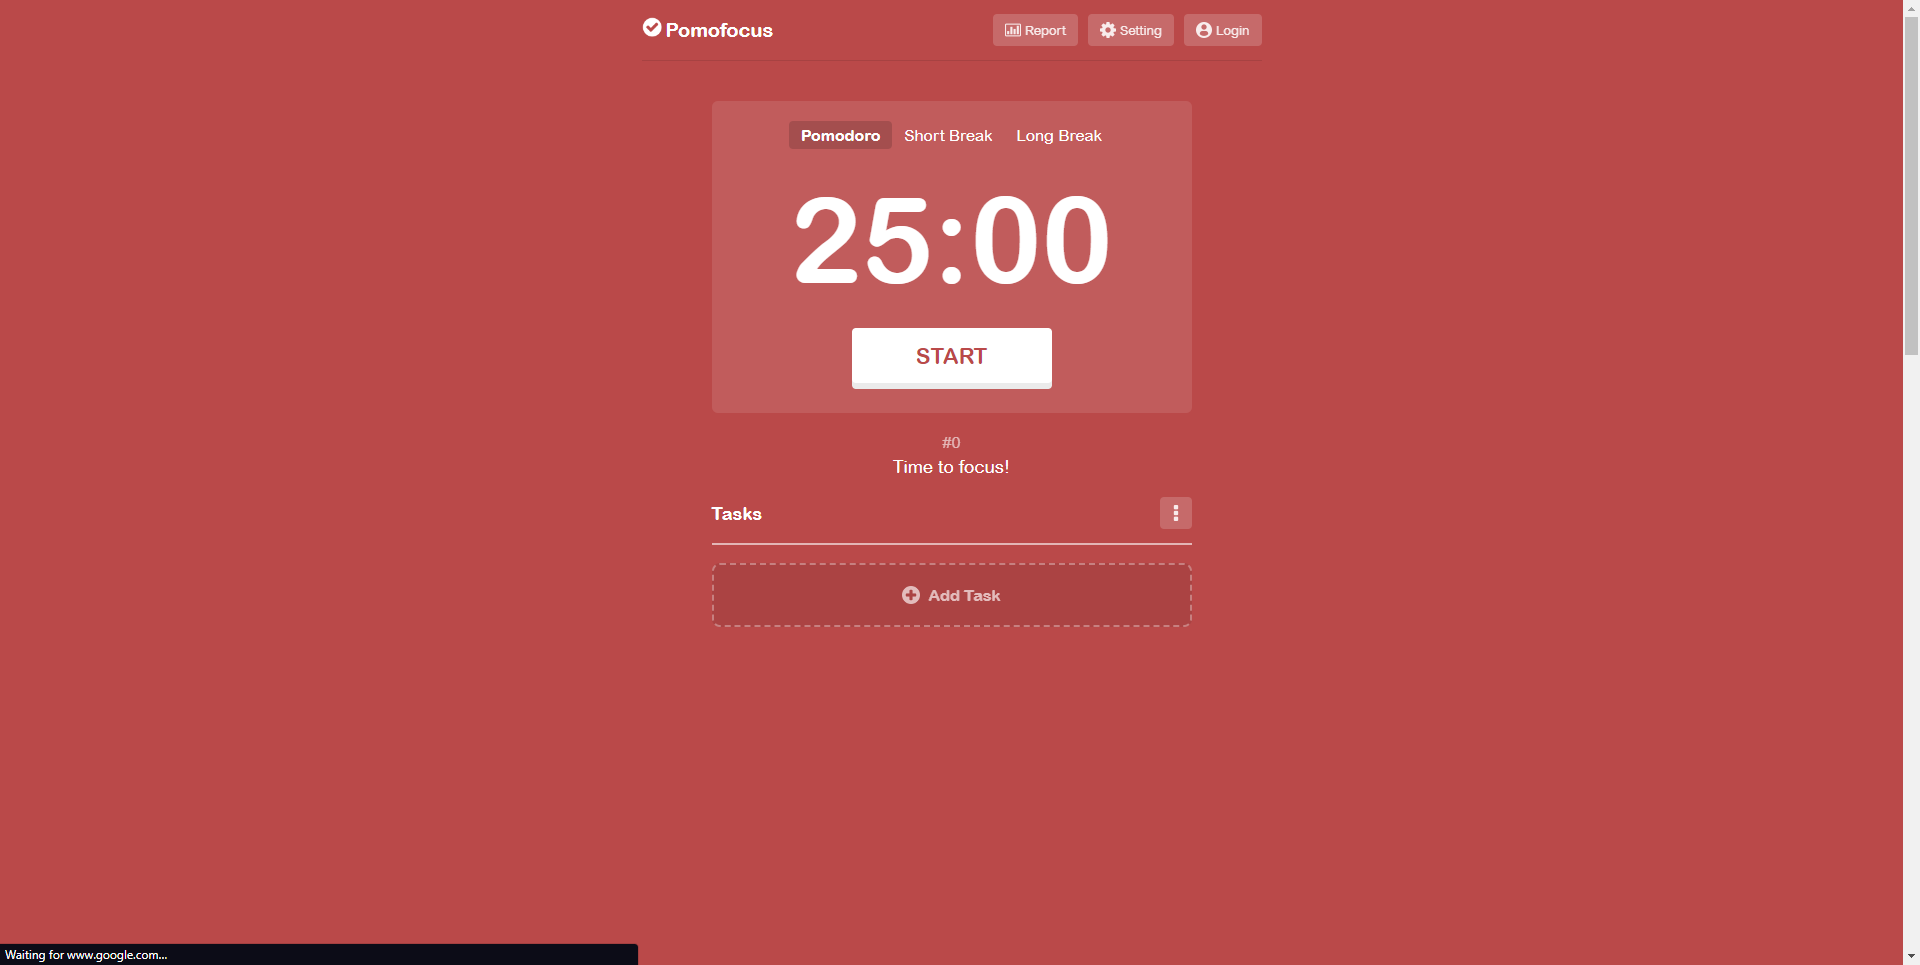 Pomofocus
Report
Setting
Login
Pomodoro
Short Break
Long Break
25:00
START
#0
Time to focus!
Tasks
Add Task
Waiting for www.google.com...